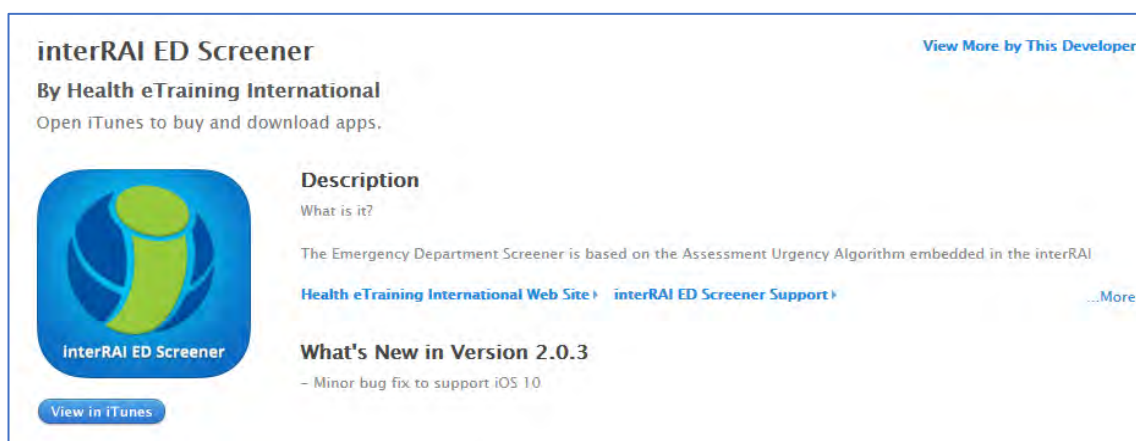 interRAI ED Screener
View More by This Developer
By Health eTraining International
Open iTunes to buy and download apps.
Description
What is it?
The Emergency Department Screener is based on the Assessment Urgency Algorithm embedded in the interRAI
Health eTraining International Web Site interRAI ED Screener Support
...More
interRAI ED Screener
What's New in Version 2.0.3
- Minor bug fix to support iOS 10
View in iTunes